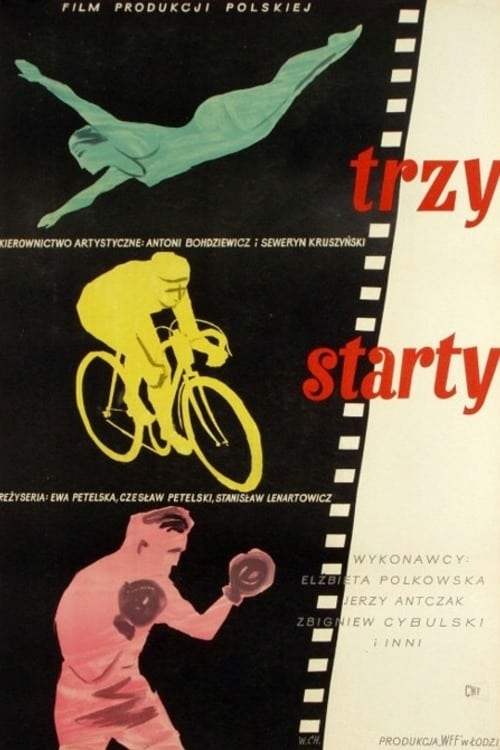 FILM PRODUKCJI POLSKIEJ
trzy
KIEROWNICTWO ARTYSTYCZNE: ANTONI BOHDZIEWICZ i SEWERYN KRUSZYŃSKI
starty
REŻYSERIA: EWA PETELSKA, CZESŁAW PETELSKI, STANISŁAW LENARTOWICZ
WYKONAWCY:
ELŻBIETA POLKOWSKA
JERZY ANTCZAK
ZBIGNIEW CYBULSKI
i INNI
CWF
W.CH.
PRODUKCJA „WFF" w ŁODZI